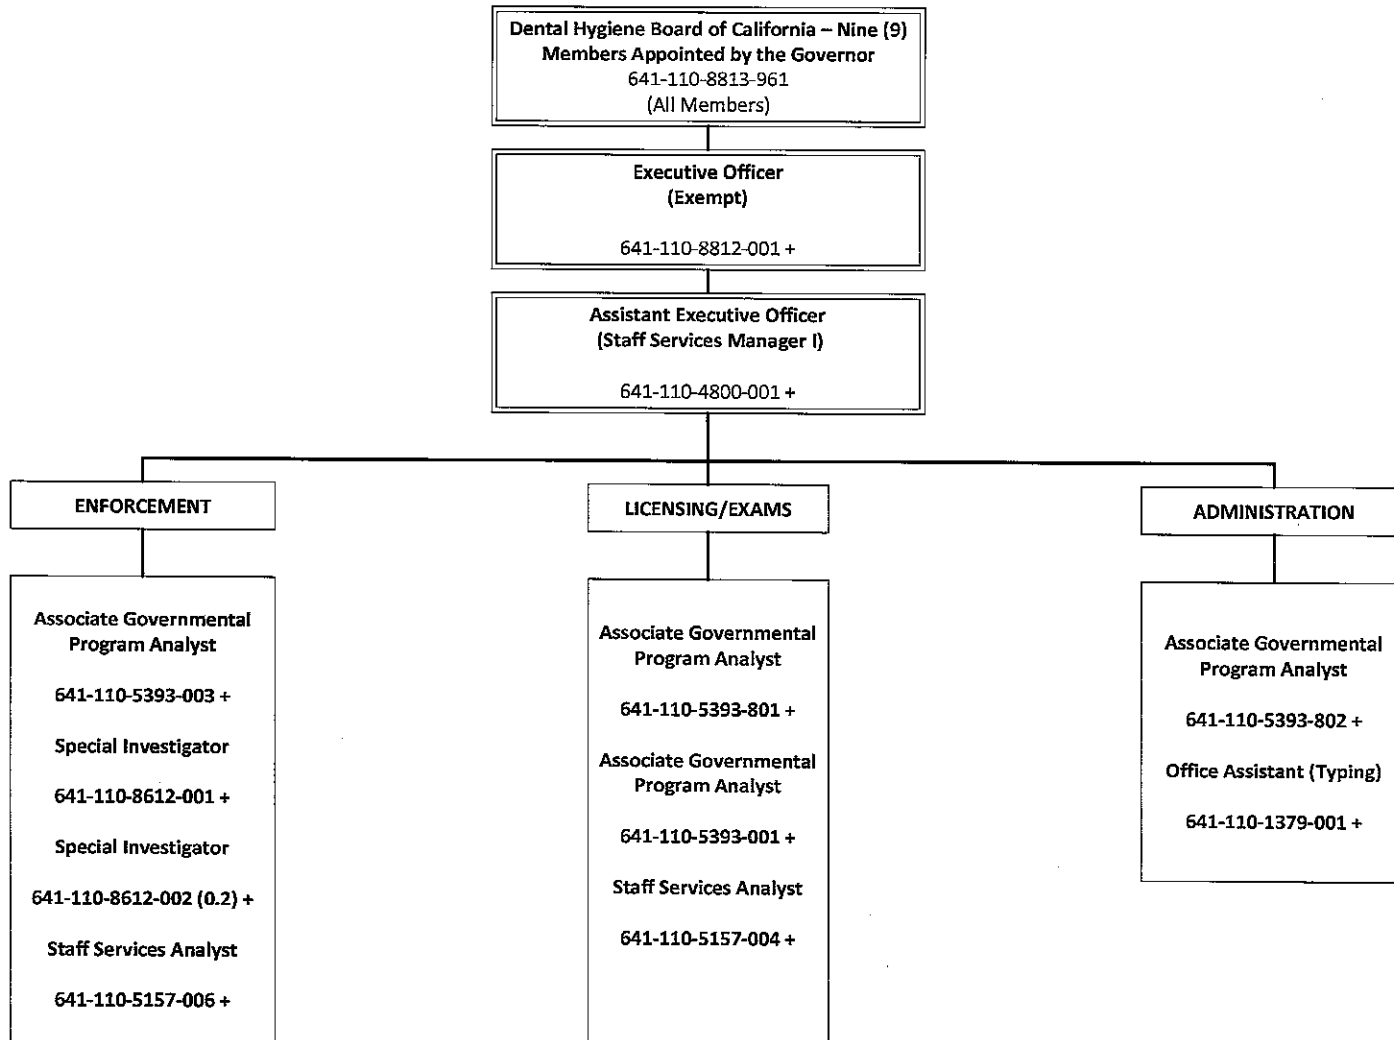 Dental Hygiene Board of California – Nine (9)
Members Appointed by the Governor
641-110-8813-961
(All Members)
Executive Officer
(Exempt)
641-110-8812-001 +
Assistant Executive Officer
(Staff Services Manager I)
641-110-4800-001 +
ENFORCEMENT
Associate Governmental
Program Analyst
641-110-5393-003 +
Special Investigator
641-110-8612-001 +
Special Investigator
641-110-8612-002 (0.2) +
Staff Services Analyst
641-110-5157-006 +
LICENSING/EXAMS
Associate Governmental
Program Analyst
641-110-5393-801 +
Associate Governmental
Program Analyst
641-110-5393-001 +
Staff Services Analyst
641-110-5157-004 +
ADMINISTRATION
Associate Governmental
Program Analyst
641-110-5393-802 +
Office Assistant (Typing)
641-110-1379-001 +